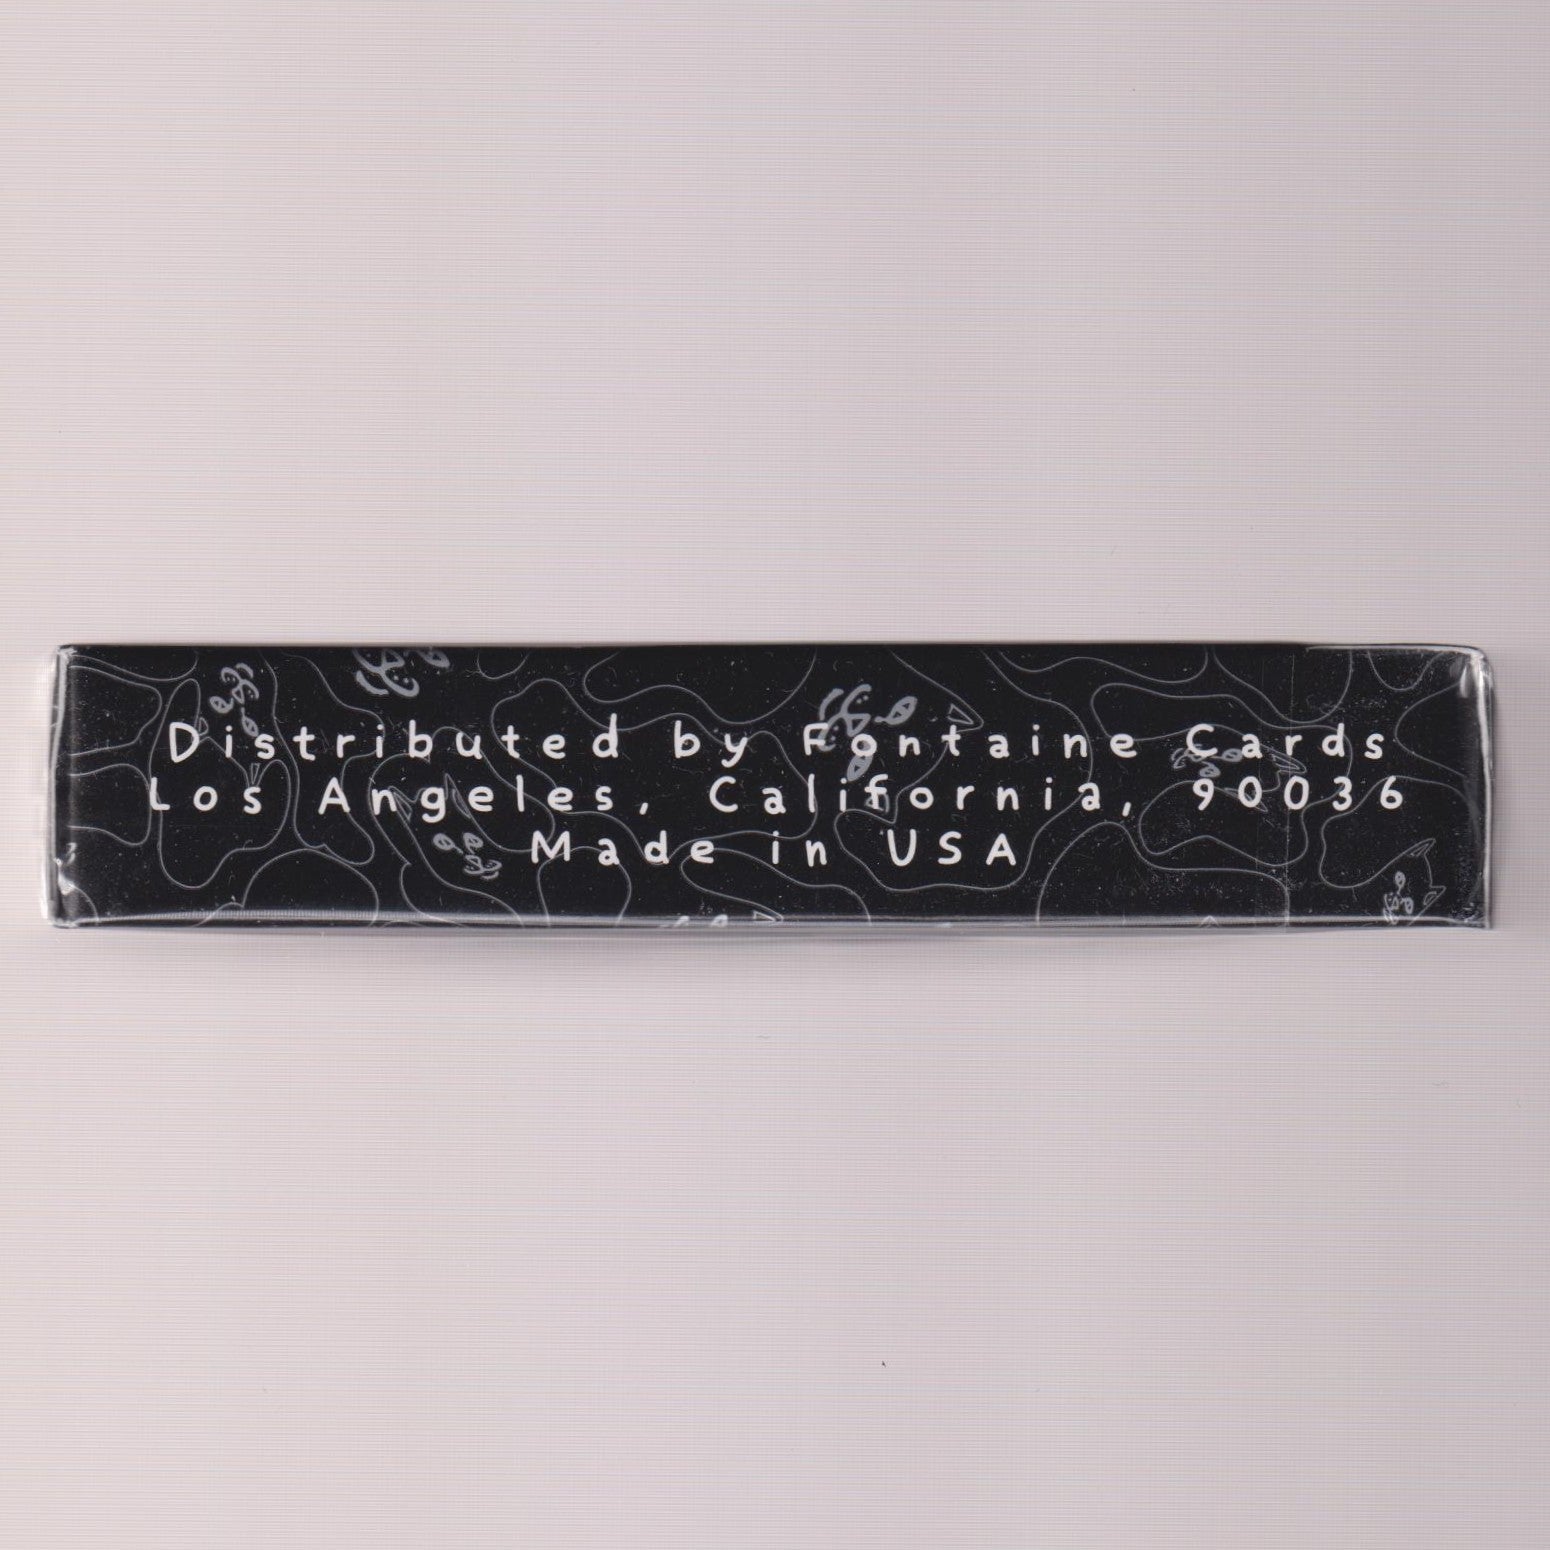 Distributed by Fontaine Cards
Los Angeles, California, 90036
Made in USA